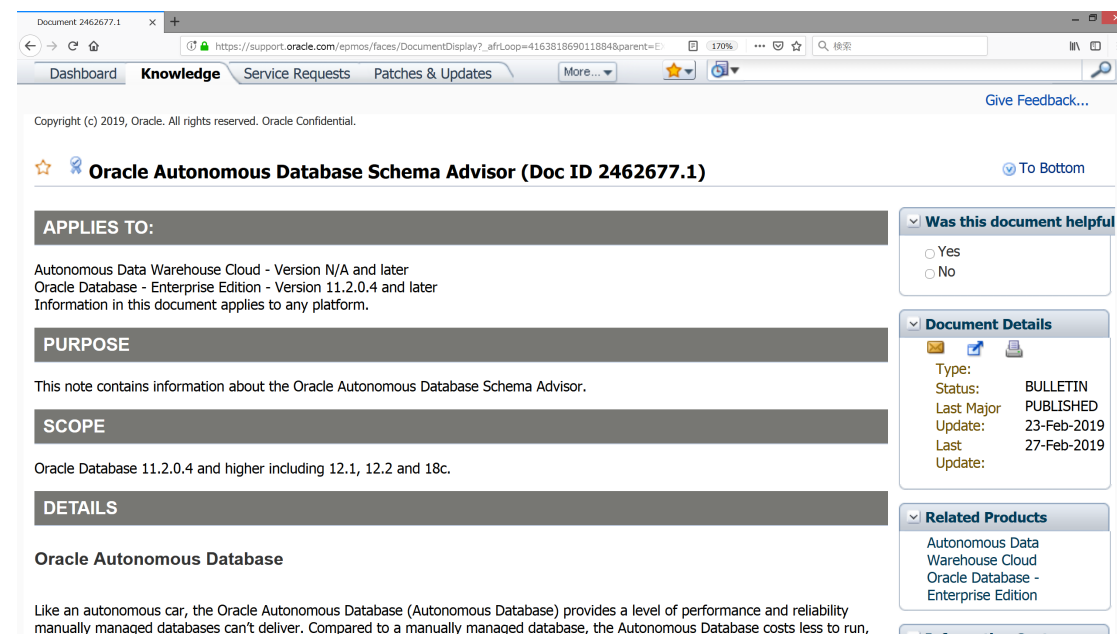 Document 2462677.1
https://support.oracle.com/epmos/faces/DocumentDisplay?_afrLoop=416381869011884&parent=E
170%
検索
Dashboard Knowledge Service Requests Patches & Updates More...
Give Feedback...
Copyright (c) 2019, Oracle. All rights reserved. Oracle Confidential.
Oracle Autonomous Database Schema Advisor (Doc ID 2462677.1)
To Bottom
APPLIES TO:
Autonomous Data Warehouse Cloud - Version N/A and later
Oracle Database - Enterprise Edition - Version 11.2.0.4 and later
Information in this document applies to any platform.
PURPOSE
This note contains information about the Oracle Autonomous Database Schema Advisor.
SCOPE
Oracle Database 11.2.0.4 and higher including 12.1, 12.2 and 18c.
DETAILS
Oracle Autonomous Database
Like an autonomous car, the Oracle Autonomous Database (Autonomous Database) provides a level of performance and reliability
manually managed databases can't deliver. Compared to a manually managed database, the Autonomous Database costs less to run,
Was this document helpful
Yes
No
Document Details
Type:
Status: BULLETIN
Last Major PUBLISHED
Update: 23-Feb-2019
Last 27-Feb-2019
Update:
Related Products
Autonomous Data
Warehouse Cloud
Oracle Database -
Enterprise Edition